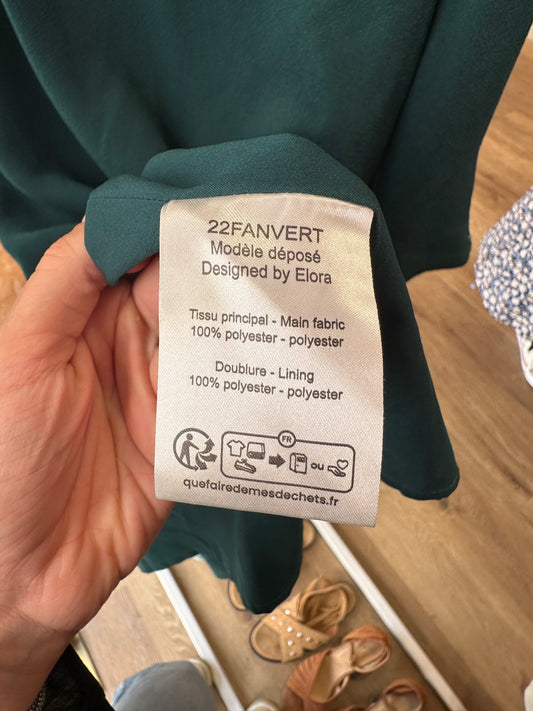 22FANVERT
Modèle déposé
Designed by Elora
Tissu principal - Main fabric
100% polyester - polyester
Doublure - Lining
100% polyester - polyester
FR
ou
quefairedemesdechets.fr